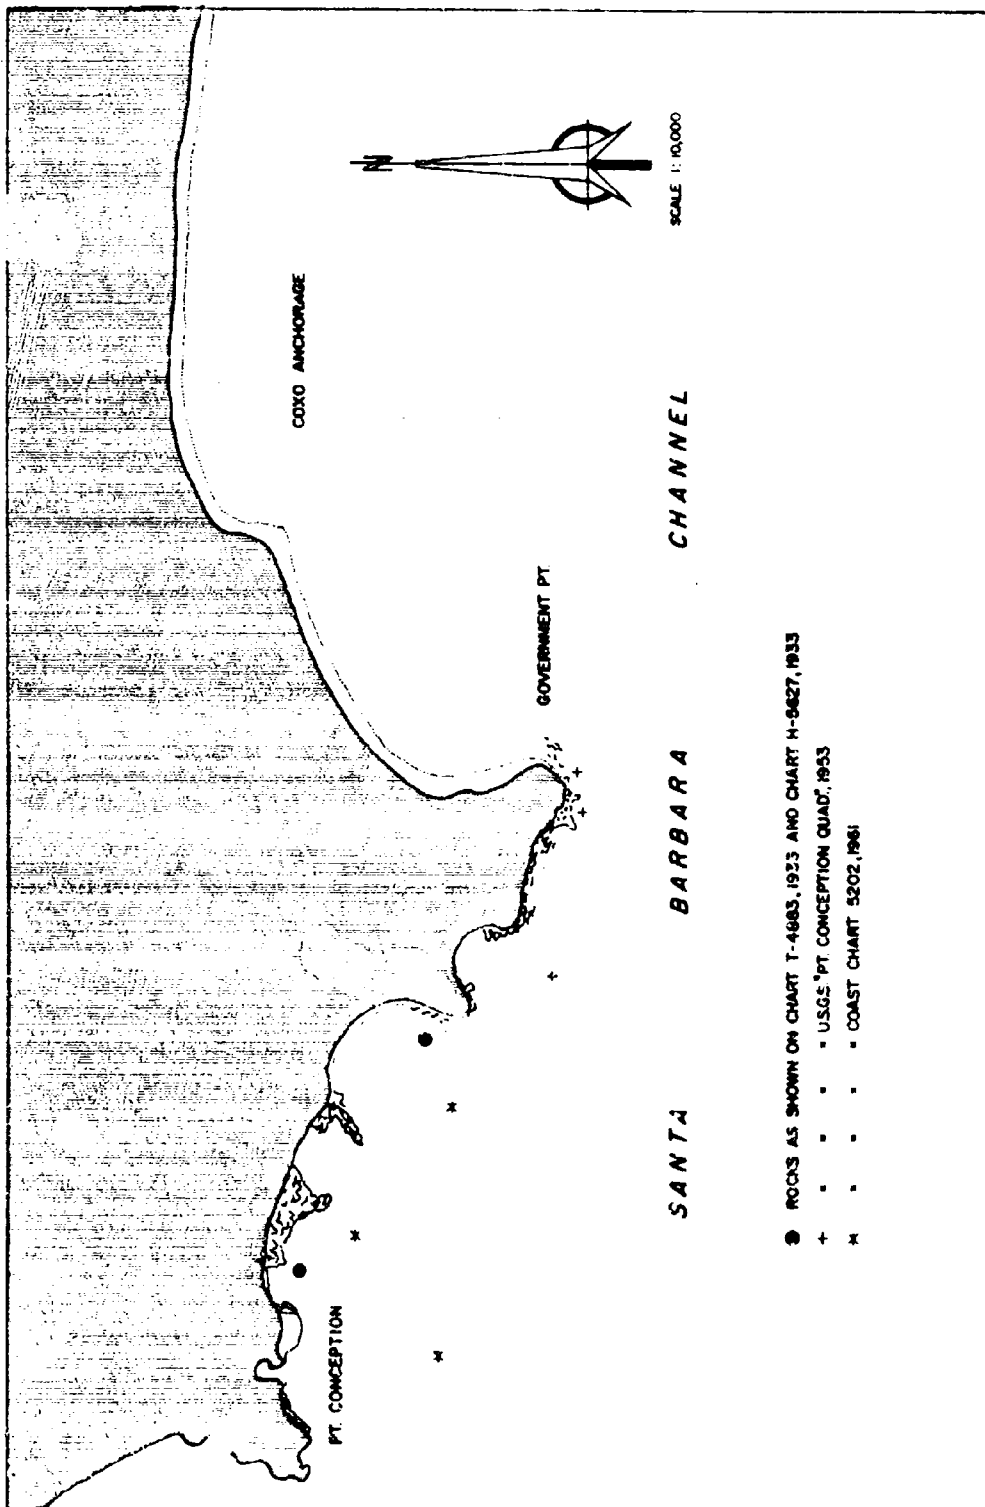 N
SCALE 1: 10,000
COXO ANCHORAGE
GOVERNMENT PT.
PT. CONCEPTION
SANTA BARBARA CHANNEL
● ROCKS AS SHOWN ON CHART T-4883, 1933 AND CHART H-5627, 1933
+ " " " " U.S.G.S. "PT. CONCEPTION QUAD", 1953
* " " " " COAST CHART 5202, 1961